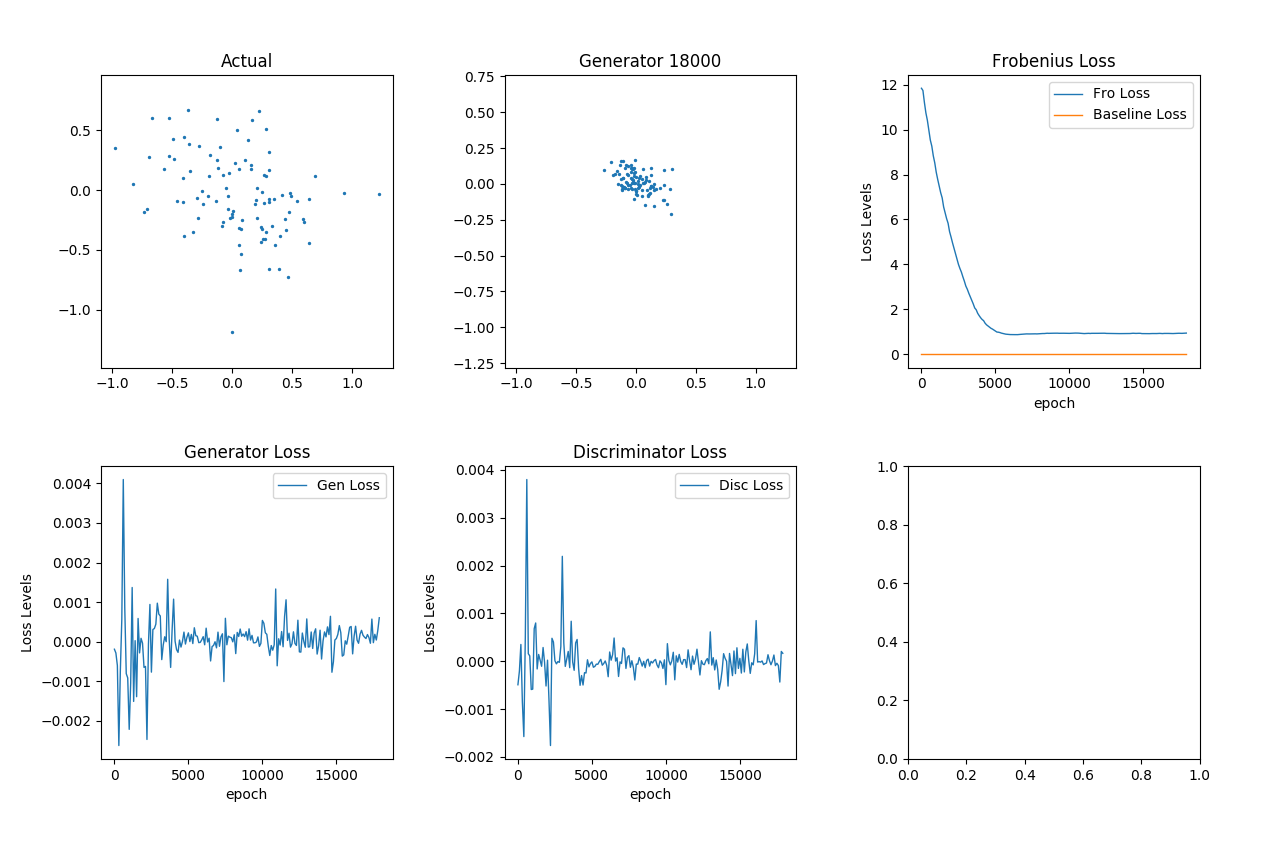 Actual
0.5
0.0
−0.5
−1.0
−1.0 −0.5 0.0 0.5 1.0
Generator 18000
0.75
0.50
0.25
0.00
−0.25
−0.50
−0.75
−1.00
−1.25
−1.0 −0.5 0.0 0.5 1.0
Frobenius Loss
Fro Loss
Baseline Loss
Loss Levels
12
10
8
6
4
2
0
0 5000 10000 15000
epoch
Generator Loss
Gen Loss
Loss Levels
0.004
0.003
0.002
0.001
0.000
−0.001
−0.002
0 5000 10000 15000
epoch
Discriminator Loss
Disc Loss
Loss Levels
0.004
0.003
0.002
0.001
0.000
−0.001
−0.002
0 5000 10000 15000
epoch
1.0
0.8
0.6
0.4
0.2
0.0
0.0 0.2 0.4 0.6 0.8 1.0